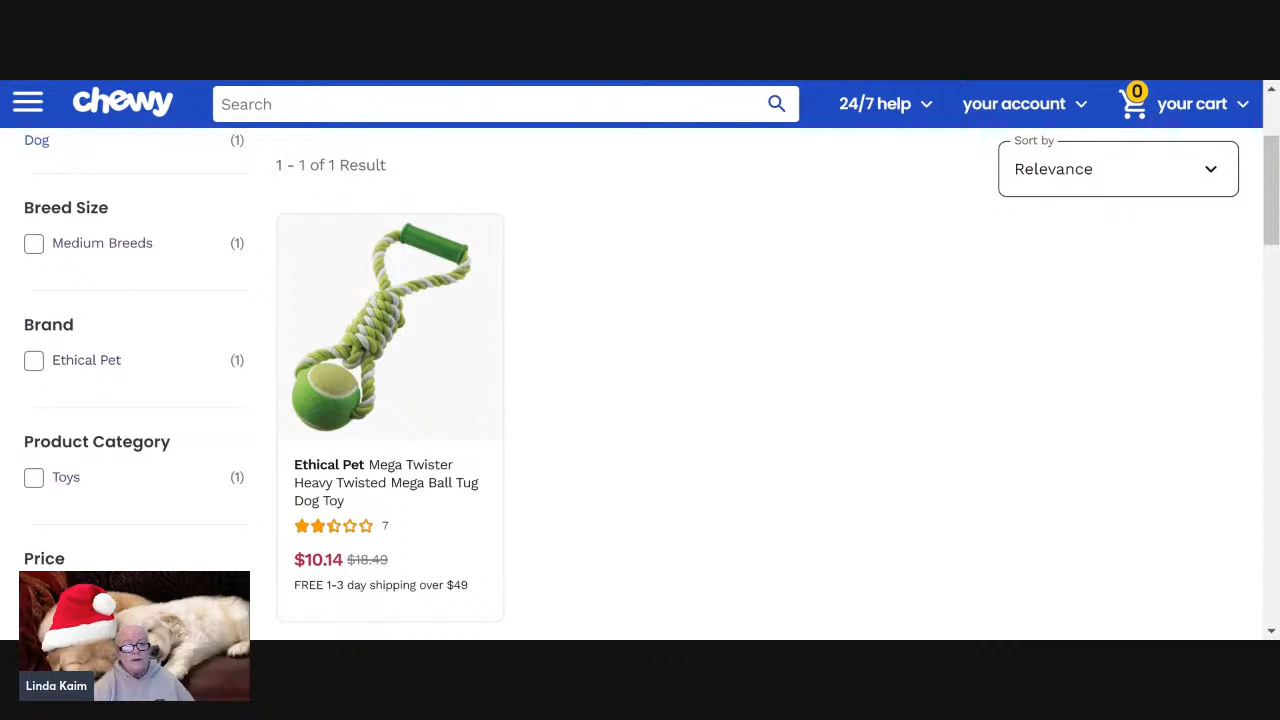 chewy
Search
24/7 help
your account
0
your cart
Dog (1)
1 - 1 of 1 Result
Sort by
Relevance
Breed Size
Medium Breeds (1)
Brand
Ethical Pet (1)
Product Category
Toys (1)
Price
Ethical Pet Mega Twister
Heavy Twisted Mega Ball Tug
Dog Toy
7
$10.14 $18.49
FREE 1-3 day shipping over $49
Linda Kaim